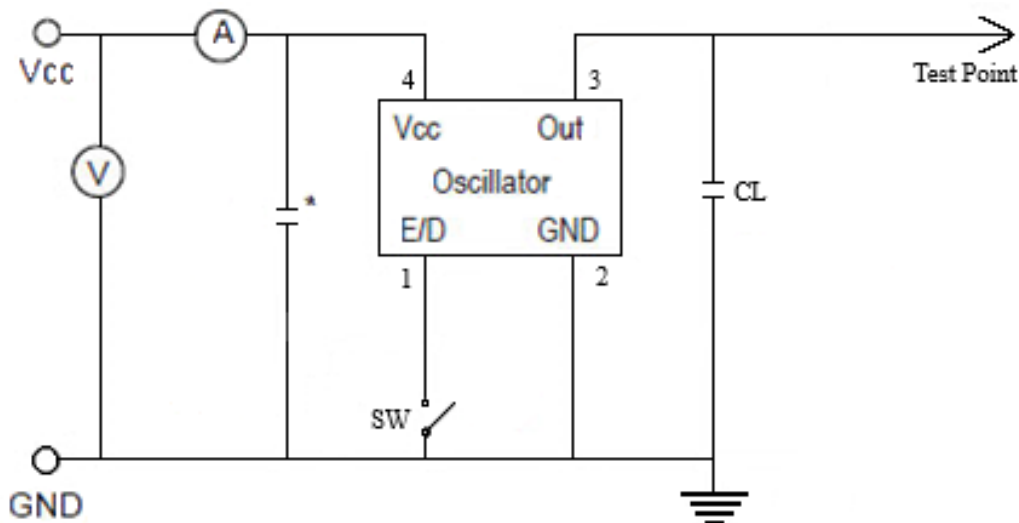 A
Vcc
4
3
Test Point
Vcc
Out
V
Oscillator
*
CL
E/D
GND
1
2
SW
GND